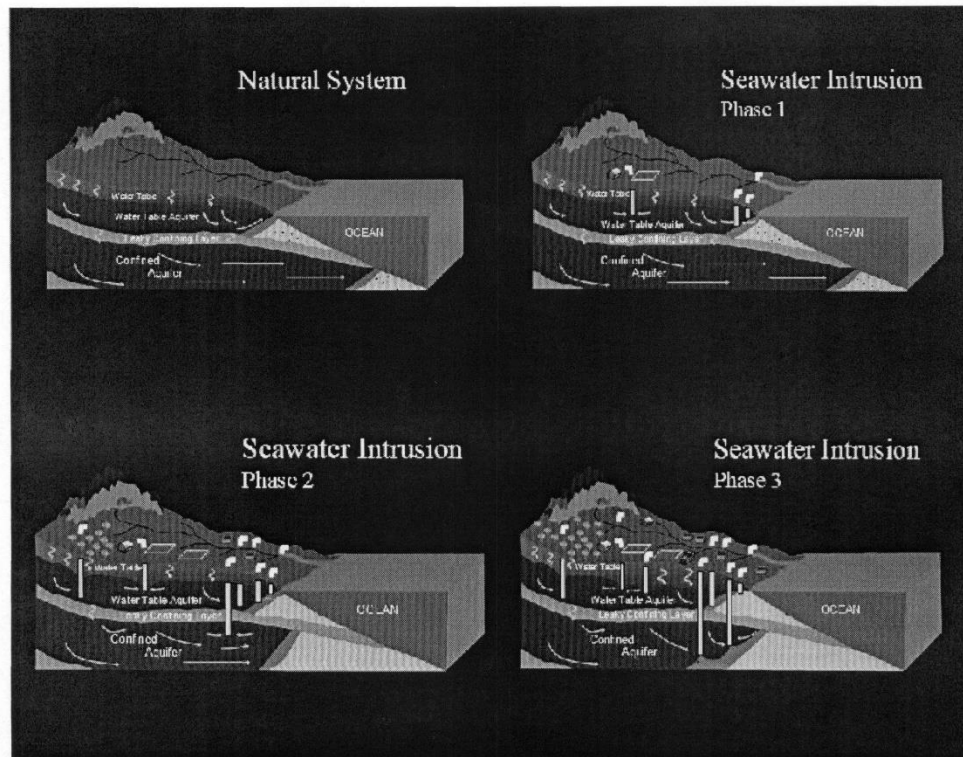 Natural System
Water Table
Water Table Aquifer
Leaky Confining Layer
OCEAN
Confined
Aquifer
Seawater Intrusion
Phase 1
Water Table
Water Table Aquifer
Leaky Confining Layer
OCEAN
Confined
Aquifer
Seawater Intrusion
Phase 2
Water Table
Water Table Aquifer
Leaky Confining Layer
OCEAN
Confined
Aquifer
Seawater Intrusion
Phase 3
Water Table
Water Table Aquifer
Leaky Confining Layer
OCEAN
Confined
Aquifer